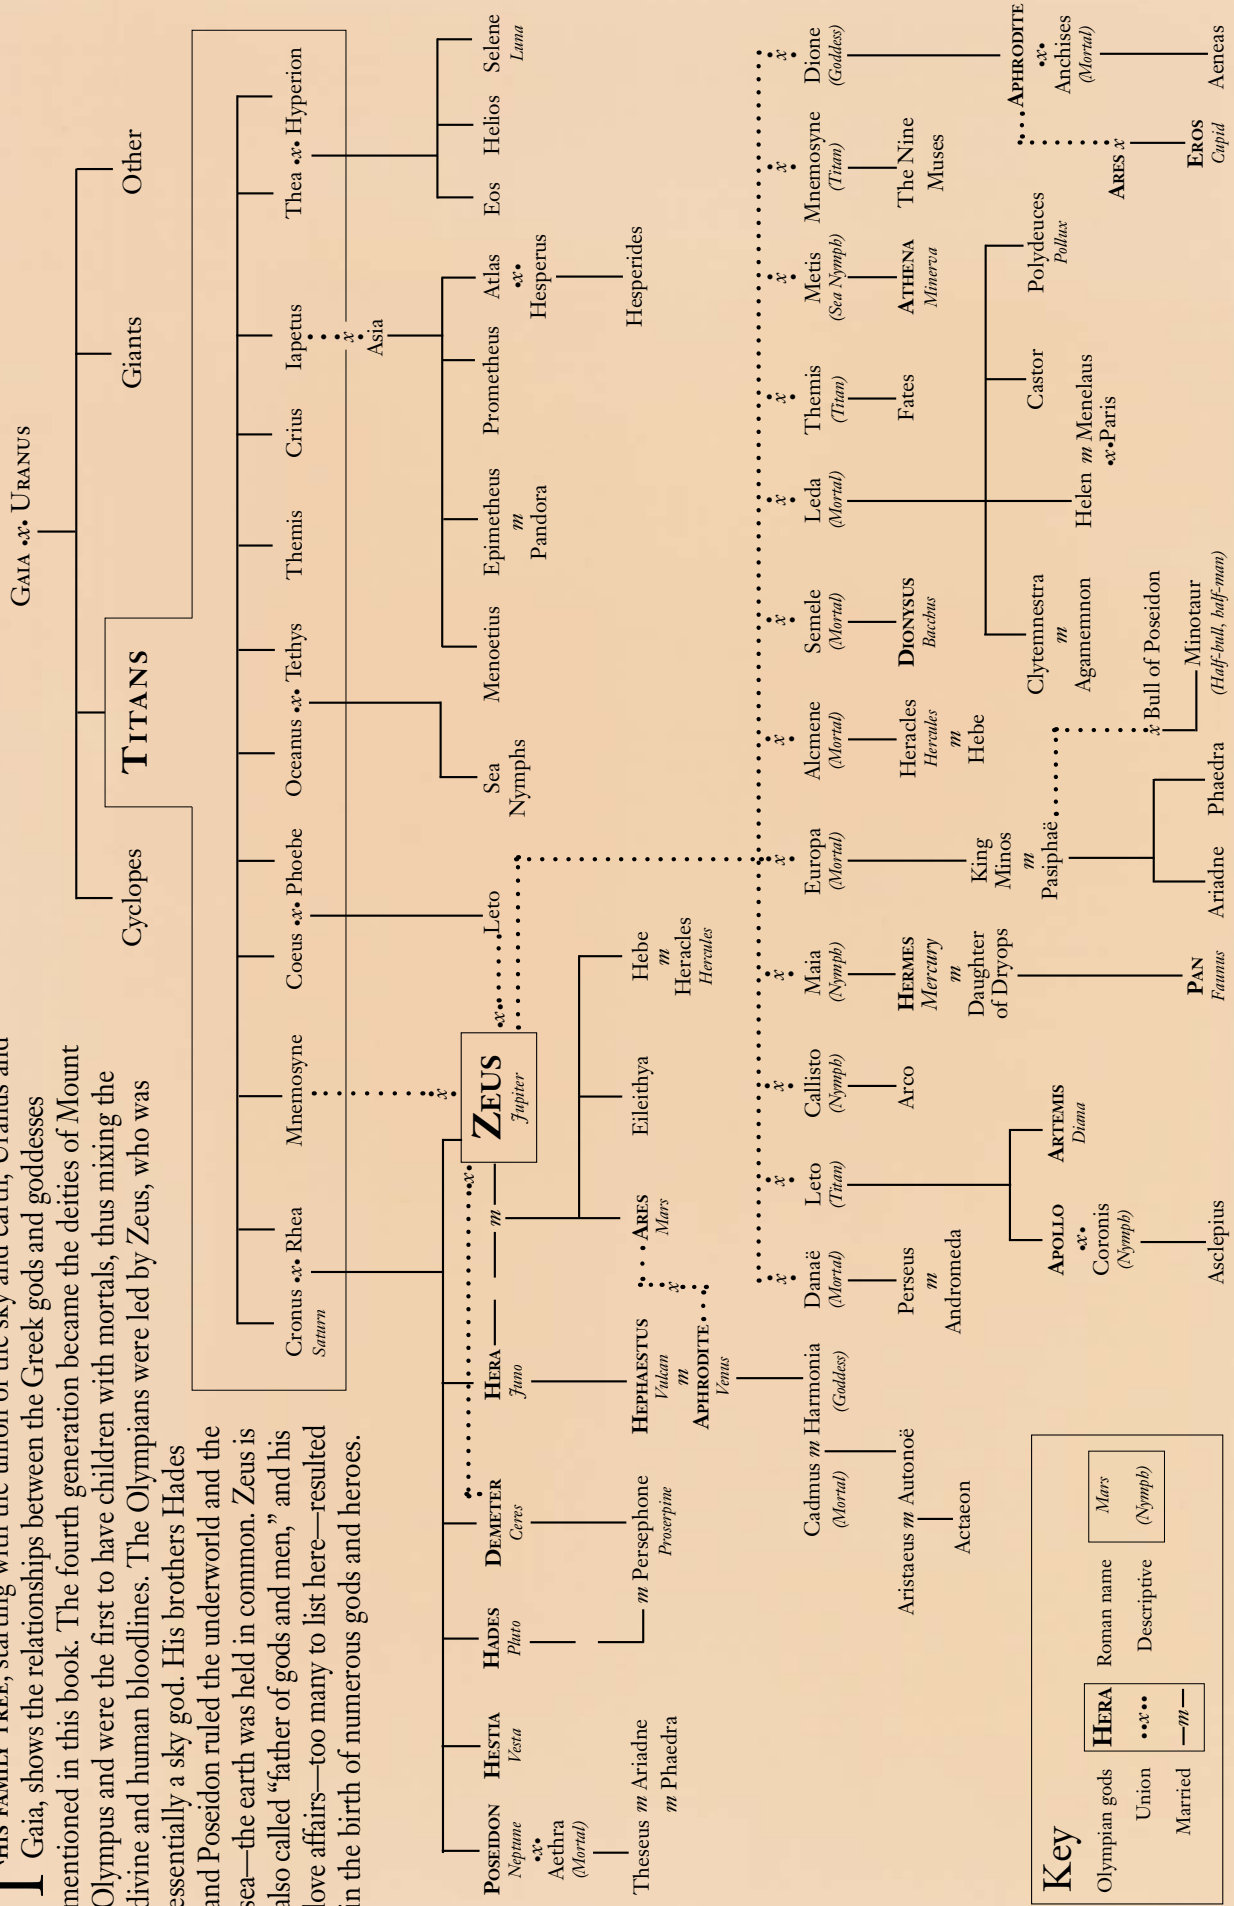 HIS FAMILY TREE, starting with the union of the sky and earth, Uranus and
Gaia, shows the relationships between the Greek gods and goddesses
mentioned in this book. The fourth generation became the deities of Mount
Olympus and were the first to have children with mortals, thus mixing the
divine and human bloodlines. The Olympians were led by Zeus, who was
essentially a sky god. His brothers Hades
and Poseidon ruled the underworld and the
sea—the earth was held in common. Zeus is
also called “father of gods and men,” and his
love affairs—too many to list here—resulted
in the birth of numerous gods and heroes.
GAIA •x• URANUS
Cyclopes
TITANS
Giants
Other
Cronus •x• Rhea
Saturn
Mnemosyne
Coeus •x• Phoebe
Oceanus •x• Tethys
Themis
Crius
Iapetus
x
Asia
Thea •x• Hyperion
POSEIDON
Neptune
•x•
Aethra
(Mortal)
Theseus m Ariadne
m Phaedra
HESTIA
Vesta
HADES
Pluto
DEMETER
Ceres
m Persephone
Proserpine
HERA
Juno
m
x
x
ZEUS
Jupiter
x
Leto
Sea
Nymphs
Menoetius
Epimetheus
m
Pandora
Prometheus
Atlas
•x•
Hesperus
Hesperides
Eos
Helios
Selene
Luna
HEPHAESTUS
Vulcan
m
APHRODITE
Venus
x
ARES
Mars
Eileithya
Hebe
m
Heracles
Hercules
Cadmus m Harmonia
(Mortal)
(Goddess)
Aristaeus m Autonoë
Actaeon
x
Danaë
(Mortal)
Perseus
m
Andromeda
x
Leto
(Titan)
APOLLO
•x•
Coronis
(Nymph)
Asclepius
ARTEMIS
Diana
x
Callisto
(Nymph)
Arco
x
Maia
(Nymph)
HERMES
Mercury
m
Daughter
of Dryops
PAN
Faunus
x
Europa
(Mortal)
King
Minos
m
Pasiphaë
Ariadne
Phaedra
x Bull of Poseidon
Minotaur
(Half-bull, half-man)
x
Alcmene
(Mortal)
Heracles
Hercules
m
Hebe
x
Semele
(Mortal)
DIONYSUS
Bacchus
x
Leda
(Mortal)
Clytemnestra
m
Agamemnon
Helen m Menelaus
•x•Paris
Castor
Polydeuces
Pollux
x
Themis
(Titan)
Fates
x
Metis
(Sea Nymph)
ATHENA
Minerva
x
Mnemosyne
(Titan)
The Nine
Muses
x
Dione
(Goddess)
APHRODITE
•x•
Anchises
(Mortal)
Aeneas
ARES x
EROS
Cupid
Key
Olympian gods
HERA
Roman name
Mars
Union
••x••
Descriptive
(Nymph)
Married
—m—